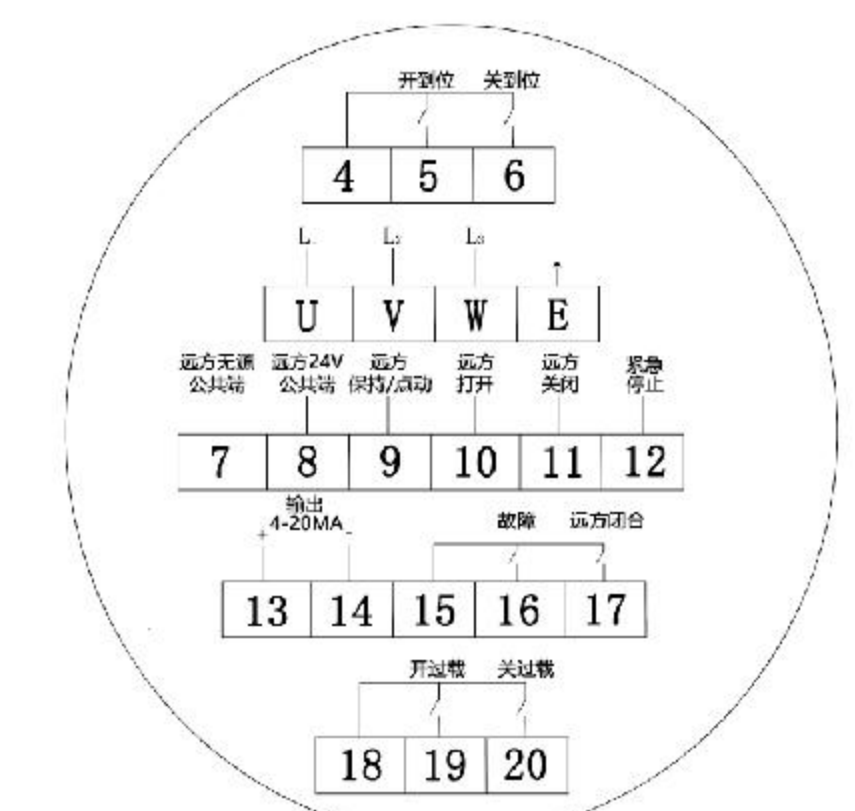 开到位 关到位
4 5 6
L₁ L₂ L₃
U V W E
远方无源 远方24V 远方 远方 远方 紧急
公共端 公共端 保持/点动 打开 关闭 停止
7 8 9 10 11 12
输出
+ 4-20MA -
故障 远方闭合
13 14 15 16 17
开过载 关过载
18 19 20